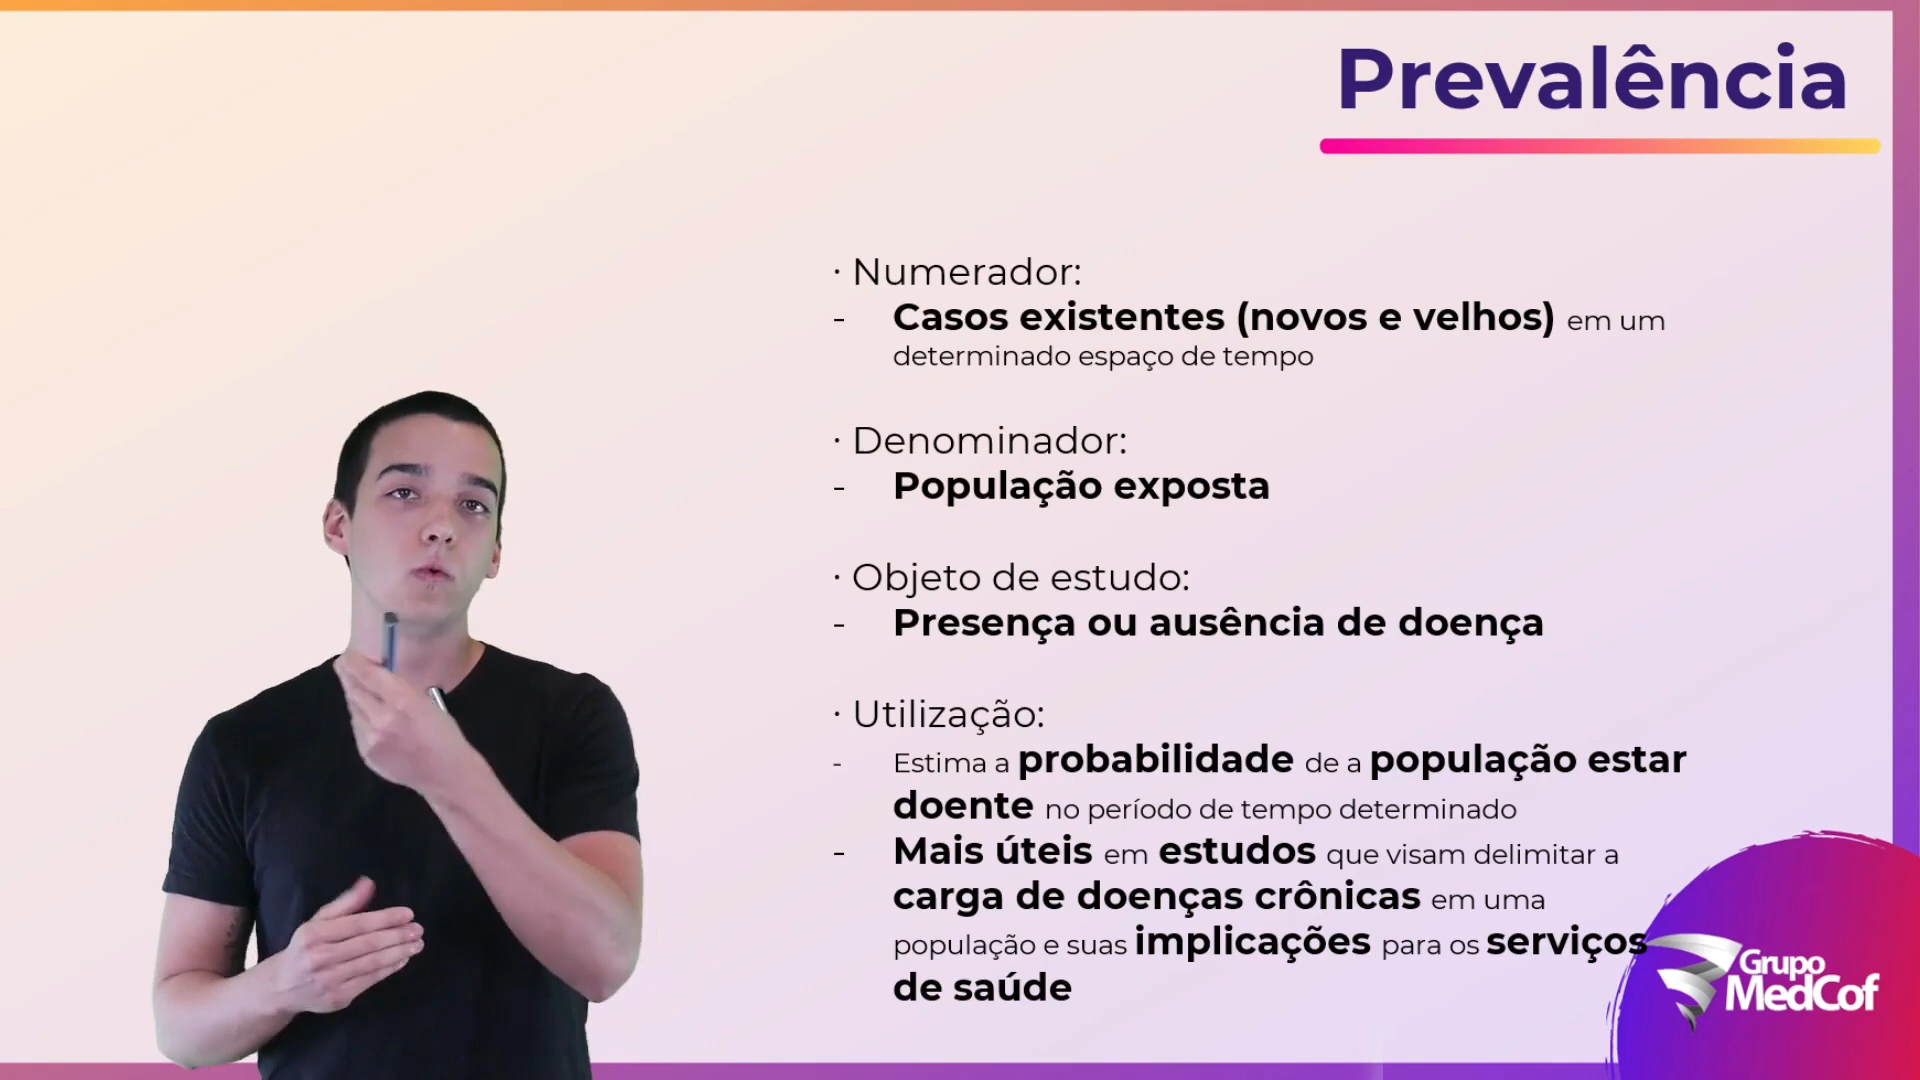 Prevalência
· Numerador:
- Casos existentes (novos e velhos) em um
determinado espaço de tempo
· Denominador:
- População exposta
· Objeto de estudo:
- Presença ou ausência de doença
· Utilização:
- Estima a probabilidade de a população estar
doente no período de tempo determinado
- Mais úteis em estudos que visam delimitar a
carga de doenças crônicas em uma
população e suas implicações para os serviços
de saúde
Grupo
MedCof